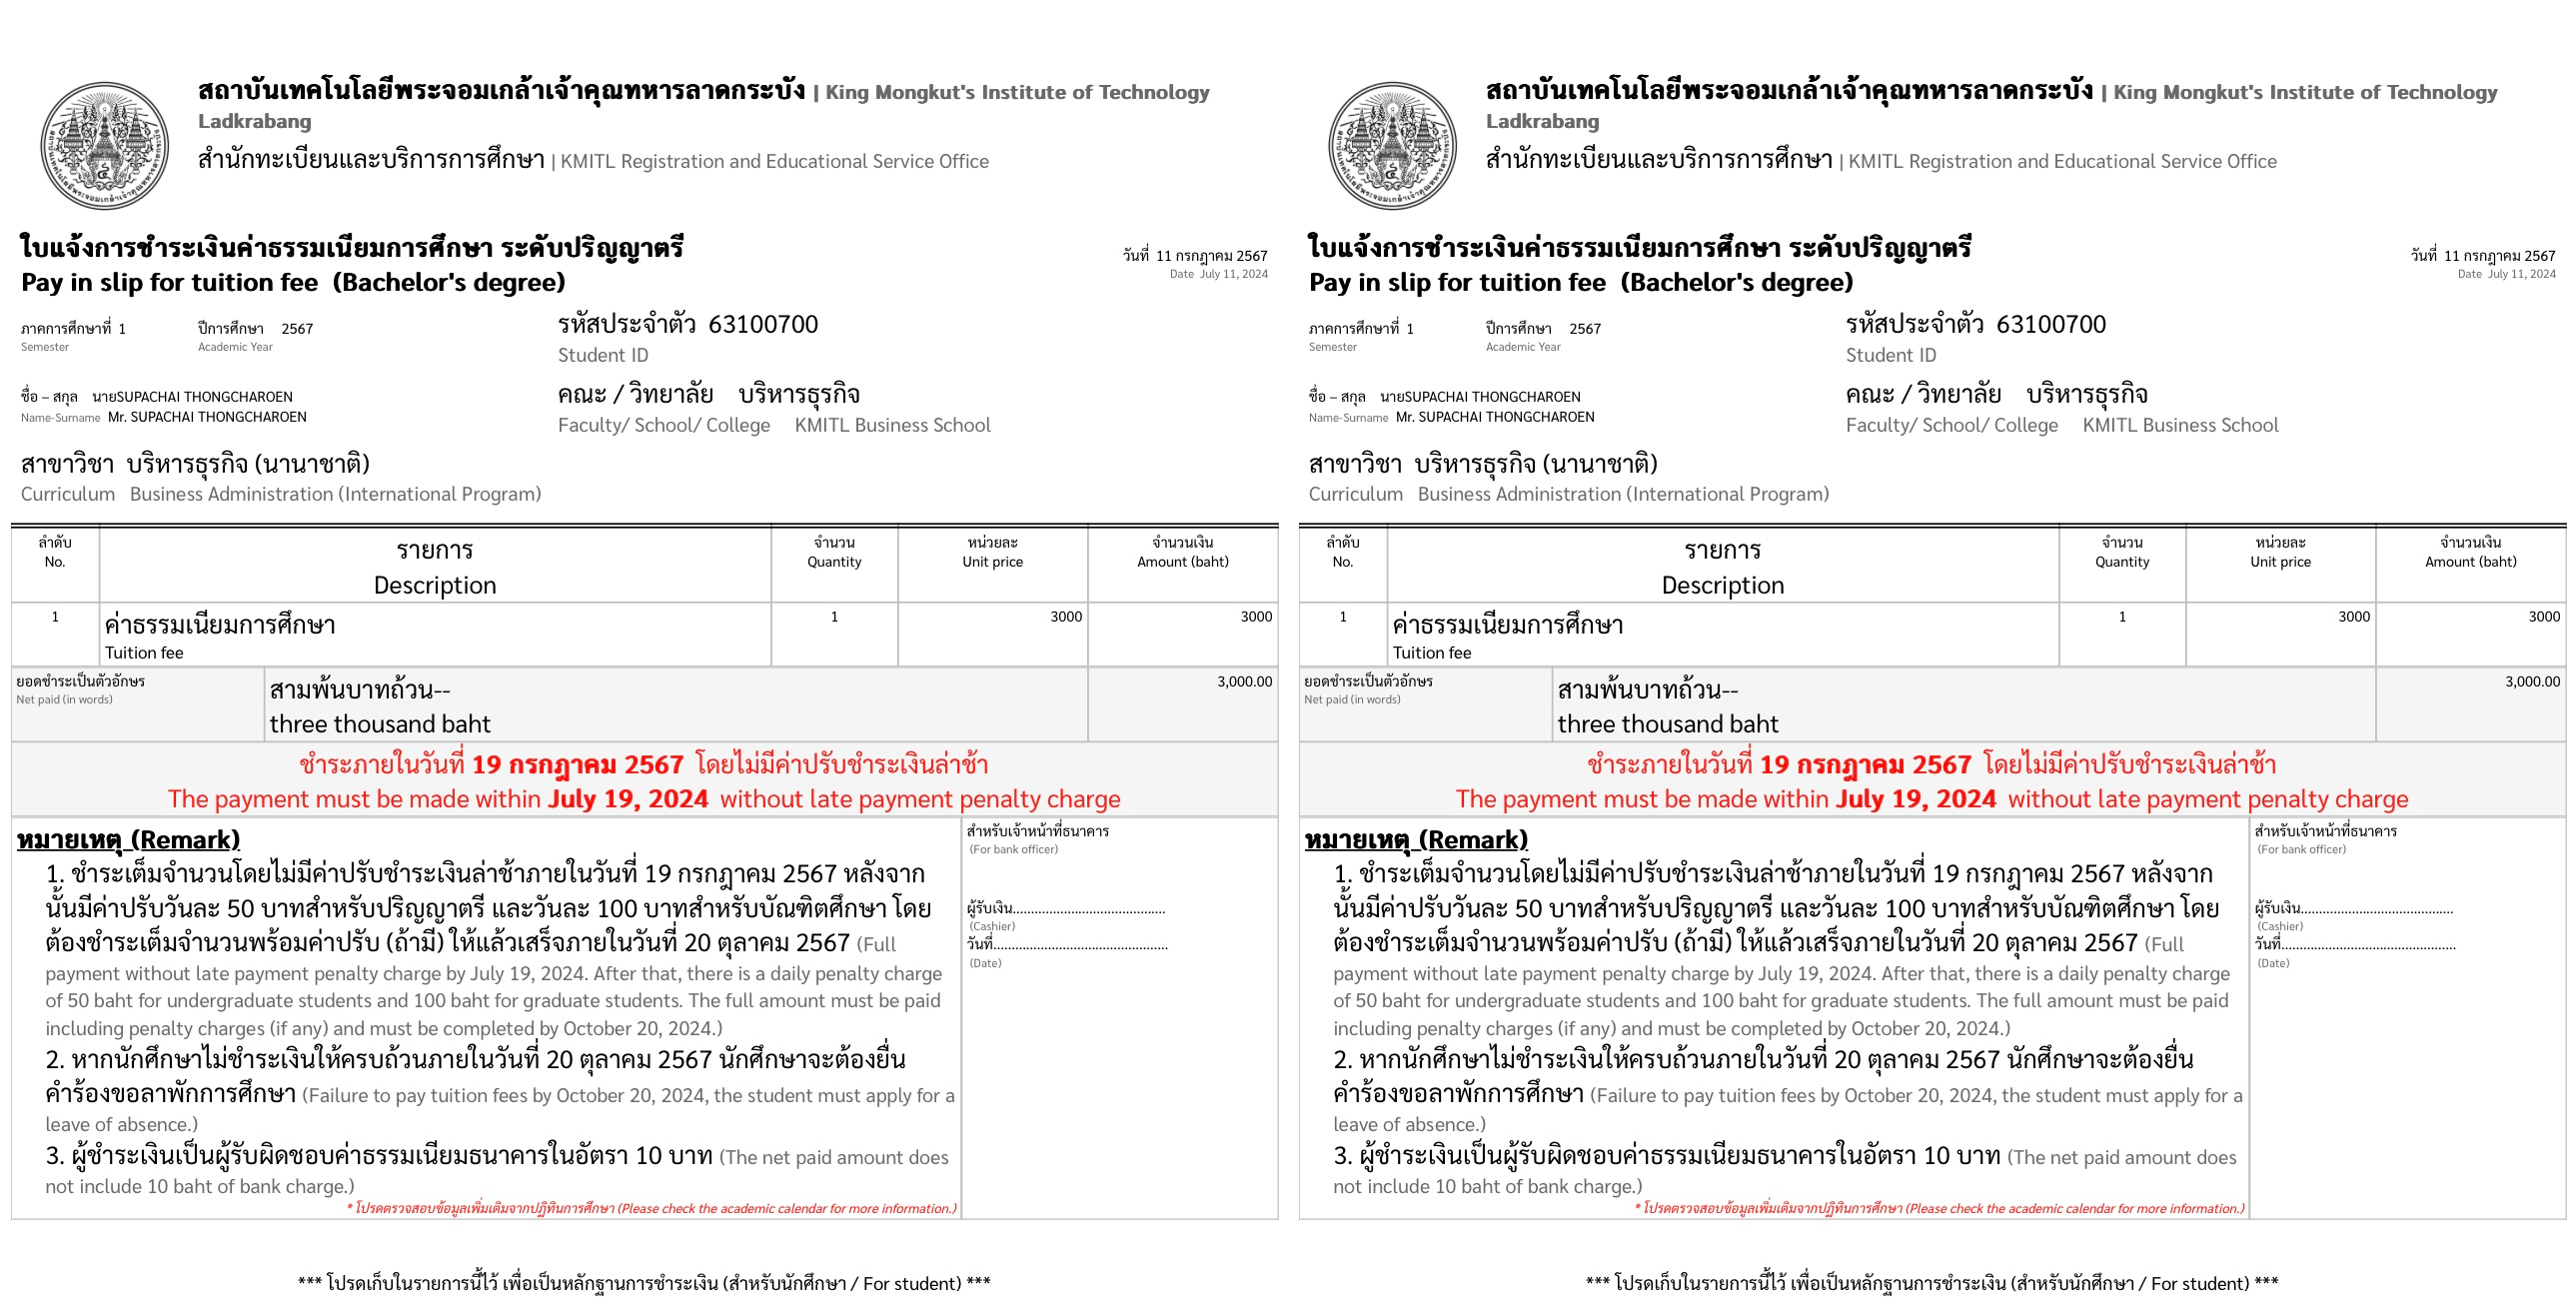 สถาบันเทคโนโลยีพระจอมเกล้าเจ้าคุณทหารลาดกระบัง | King Mongkut's Institute of Technology
Ladkrabang
สำนักทะเบียนและบริการการศึกษา | KMITL Registration and Educational Service Office
ใบแจ้งการชำระเงินค่าธรรมเนียมการศึกษา ระดับปริญญาตรี
Pay in slip for tuition fee (Bachelor's degree)
วันที่ 11 กรกฎาคม 2567
Date July 11, 2024
ภาคการศึกษาที่ 1 ปีการศึกษา 2567 รหัสประจำตัว 63100700
Semester Academic Year Student ID
ชื่อ – สกุล นายSUPACHAI THONGCHAROEN คณะ / วิทยาลัย บริหารธุรกิจ
Name-Surname Mr. SUPACHAI THONGCHAROEN Faculty/ School/ College KMITL Business School
สาขาวิชา บริหารธุรกิจ (นานาชาติ)
Curriculum Business Administration (International Program)
ลำดับ รายการ จำนวน หน่วยละ จำนวนเงิน
No. Description Quantity Unit price Amount (baht)
1 ค่าธรรมเนียมการศึกษา 1 3000 3000
Tuition fee
ยอดชำระเป็นตัวอักษร สามพ้นบาทถ้วน-- 3,000.00
Net paid (in words) three thousand baht
ชำระภายในวันที่ 19 กรกฎาคม 2567 โดยไม่มีค่าปรับชำระเงินล่าช้า
The payment must be made within July 19, 2024 without late payment penalty charge
หมายเหตุ (Remark)
1. ชำระเต็มจำนวนโดยไม่มีค่าปรับชำระเงินล่าช้าภายในวันที่ 19 กรกฎาคม 2567 หลังจาก
นั้นมีค่าปรับวันละ 50 บาทสำหรับปริญญาตรี และวันละ 100 บาทสำหรับบัณฑิตศึกษา โดย
ต้องชำระเต็มจำนวนพร้อมค่าปรับ (ถ้ามี) ให้แล้วเสร็จภายในวันที่ 20 ตุลาคม 2567 (Full
payment without late payment penalty charge by July 19, 2024. After that, there is a daily penalty charge
of 50 baht for undergraduate students and 100 baht for graduate students. The full amount must be paid
including penalty charges (if any) and must be completed by October 20, 2024.)
2. หากนักศึกษาไม่ชำระเงินให้ครบถ้วนภายในวันที่ 20 ตุลาคม 2567 นักศึกษาจะต้องยื่น
คำร้องขอลาพักการศึกษา (Failure to pay tuition fees by October 20, 2024, the student must apply for a
leave of absence.)
3. ผู้ชำระเงินเป็นผู้รับผิดชอบค่าธรรมเนียมธนาคารในอัตรา 10 บาท (The net paid amount does
not include 10 baht of bank charge.)
* โปรดตรวจสอบข้อมูลเพิ่มเติมจากปฏิทินการศึกษา (Please check the academic calendar for more information.)
สำหรับเจ้าหน้าที่ธนาคาร
(For bank officer)
ผู้รับเงิน..........................................
(Cashier)
วันที่................................................
(Date)
*** โปรดเก็บในรายการนี้ไว้ เพื่อเป็นหลักฐานการชำระเงิน (สำหรับนักศึกษา / For student) ***
สถาบันเทคโนโลยีพระจอมเกล้าเจ้าคุณทหารลาดกระบัง | King Mongkut's Institute of Technology
Ladkrabang
สำนักทะเบียนและบริการการศึกษา | KMITL Registration and Educational Service Office
ใบแจ้งการชำระเงินค่าธรรมเนียมการศึกษา ระดับปริญญาตรี
Pay in slip for tuition fee (Bachelor's degree)
วันที่ 11 กรกฎาคม 2567
Date July 11, 2024
ภาคการศึกษาที่ 1 ปีการศึกษา 2567 รหัสประจำตัว 63100700
Semester Academic Year Student ID
ชื่อ – สกุล นายSUPACHAI THONGCHAROEN คณะ / วิทยาลัย บริหารธุรกิจ
Name-Surname Mr. SUPACHAI THONGCHAROEN Faculty/ School/ College KMITL Business School
สาขาวิชา บริหารธุรกิจ (นานาชาติ)
Curriculum Business Administration (International Program)
ลำดับ รายการ จำนวน หน่วยละ จำนวนเงิน
No. Description Quantity Unit price Amount (baht)
1 ค่าธรรมเนียมการศึกษา 1 3000 3000
Tuition fee
ยอดชำระเป็นตัวอักษร สามพ้นบาทถ้วน-- 3,000.00
Net paid (in words) three thousand baht
ชำระภายในวันที่ 19 กรกฎาคม 2567 โดยไม่มีค่าปรับชำระเงินล่าช้า
The payment must be made within July 19, 2024 without late payment penalty charge
หมายเหตุ (Remark)
1. ชำระเต็มจำนวนโดยไม่มีค่าปรับชำระเงินล่าช้าภายในวันที่ 19 กรกฎาคม 2567 หลังจาก
นั้นมีค่าปรับวันละ 50 บาทสำหรับปริญญาตรี และวันละ 100 บาทสำหรับบัณฑิตศึกษา โดย
ต้องชำระเต็มจำนวนพร้อมค่าปรับ (ถ้ามี) ให้แล้วเสร็จภายในวันที่ 20 ตุลาคม 2567 (Full
payment without late payment penalty charge by July 19, 2024. After that, there is a daily penalty charge
of 50 baht for undergraduate students and 100 baht for graduate students. The full amount must be paid
including penalty charges (if any) and must be completed by October 20, 2024.)
2. หากนักศึกษาไม่ชำระเงินให้ครบถ้วนภายในวันที่ 20 ตุลาคม 2567 นักศึกษาจะต้องยื่น
คำร้องขอลาพักการศึกษา (Failure to pay tuition fees by October 20, 2024, the student must apply for a
leave of absence.)
3. ผู้ชำระเงินเป็นผู้รับผิดชอบค่าธรรมเนียมธนาคารในอัตรา 10 บาท (The net paid amount does
not include 10 baht of bank charge.)
* โปรดตรวจสอบข้อมูลเพิ่มเติมจากปฏิทินการศึกษา (Please check the academic calendar for more information.)
สำหรับเจ้าหน้าที่ธนาคาร
(For bank officer)
ผู้รับเงิน..........................................
(Cashier)
วันที่................................................
(Date)
*** โปรดเก็บในรายการนี้ไว้ เพื่อเป็นหลักฐานการชำระเงิน (สำหรับนักศึกษา / For student) ***